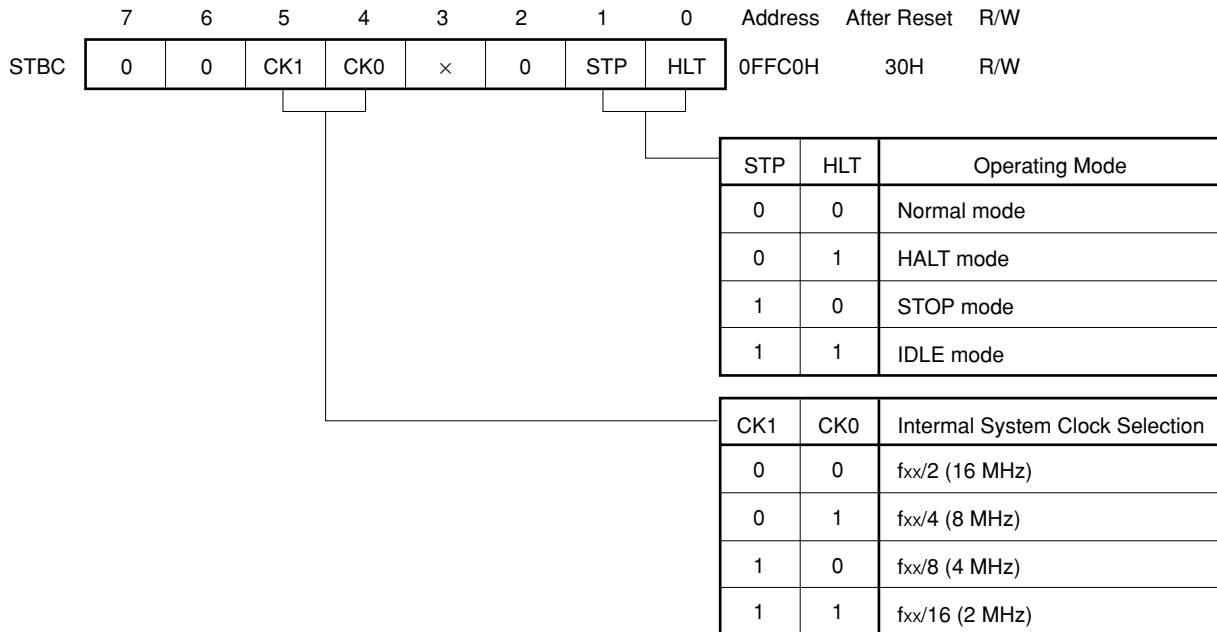 7 6 5 4 3 2 1 0 Address After Reset R/W
STBC 0 0 CK1 CK0 × 0 STP HLT 0FFC0H 30H R/W
STP HLT Operating Mode
0 0 Normal mode
0 1 HALT mode
1 0 STOP mode
1 1 IDLE mode
CK1 CK0 Intermal System Clock Selection
0 0 fxx/2 (16 MHz)
0 1 fxx/4 (8 MHz)
1 0 fxx/8 (4 MHz)
1 1 fxx/16 (2 MHz)